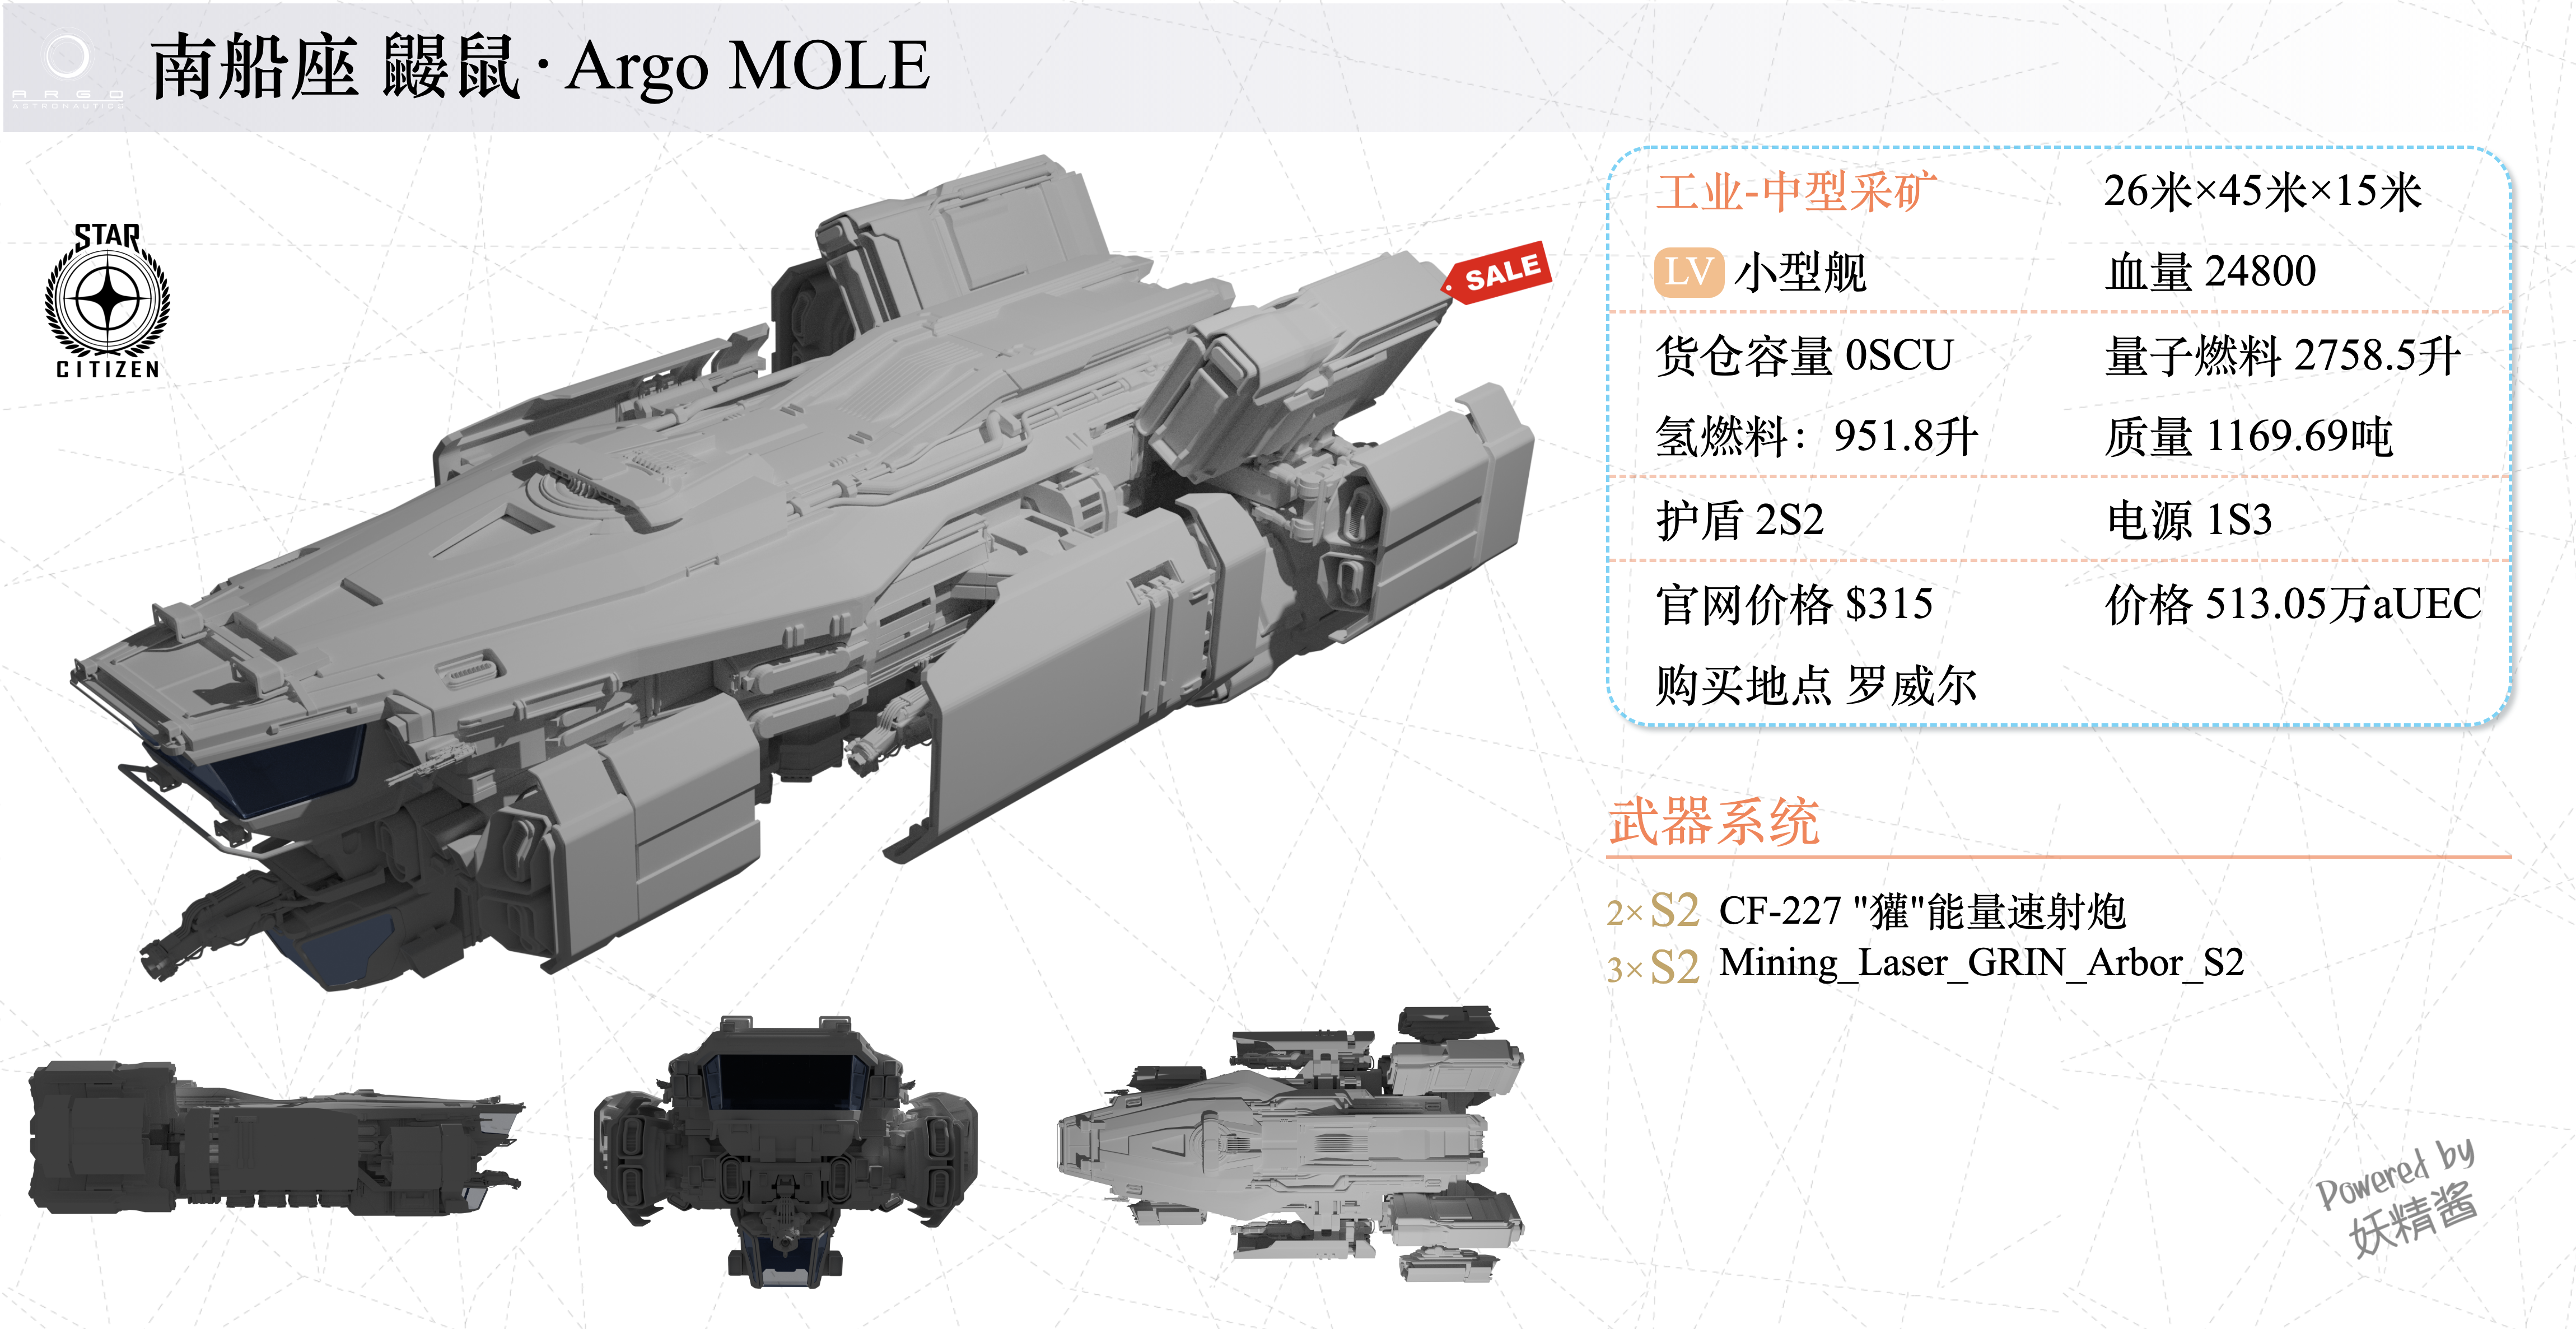 ARGO
ASTRONAUTICS
南船座 鼹鼠·Argo MOLE
STAR
CITIZEN
SALE
工业-中型采矿
26米×45米×15米
LV 小型舰
血量 24800
货仓容量 0SCU
量子燃料 2758.5升
氢燃料：951.8升
质量 1169.69吨
护盾 2S2
电源 1S3
官网价格 $315
价格 513.05万aUEC
购买地点 罗威尔
武器系统
2× S2 CF-227 "獾"能量速射炮
3× S2 Mining_Laser_GRIN_Arbor_S2
Powered by
妖精酱